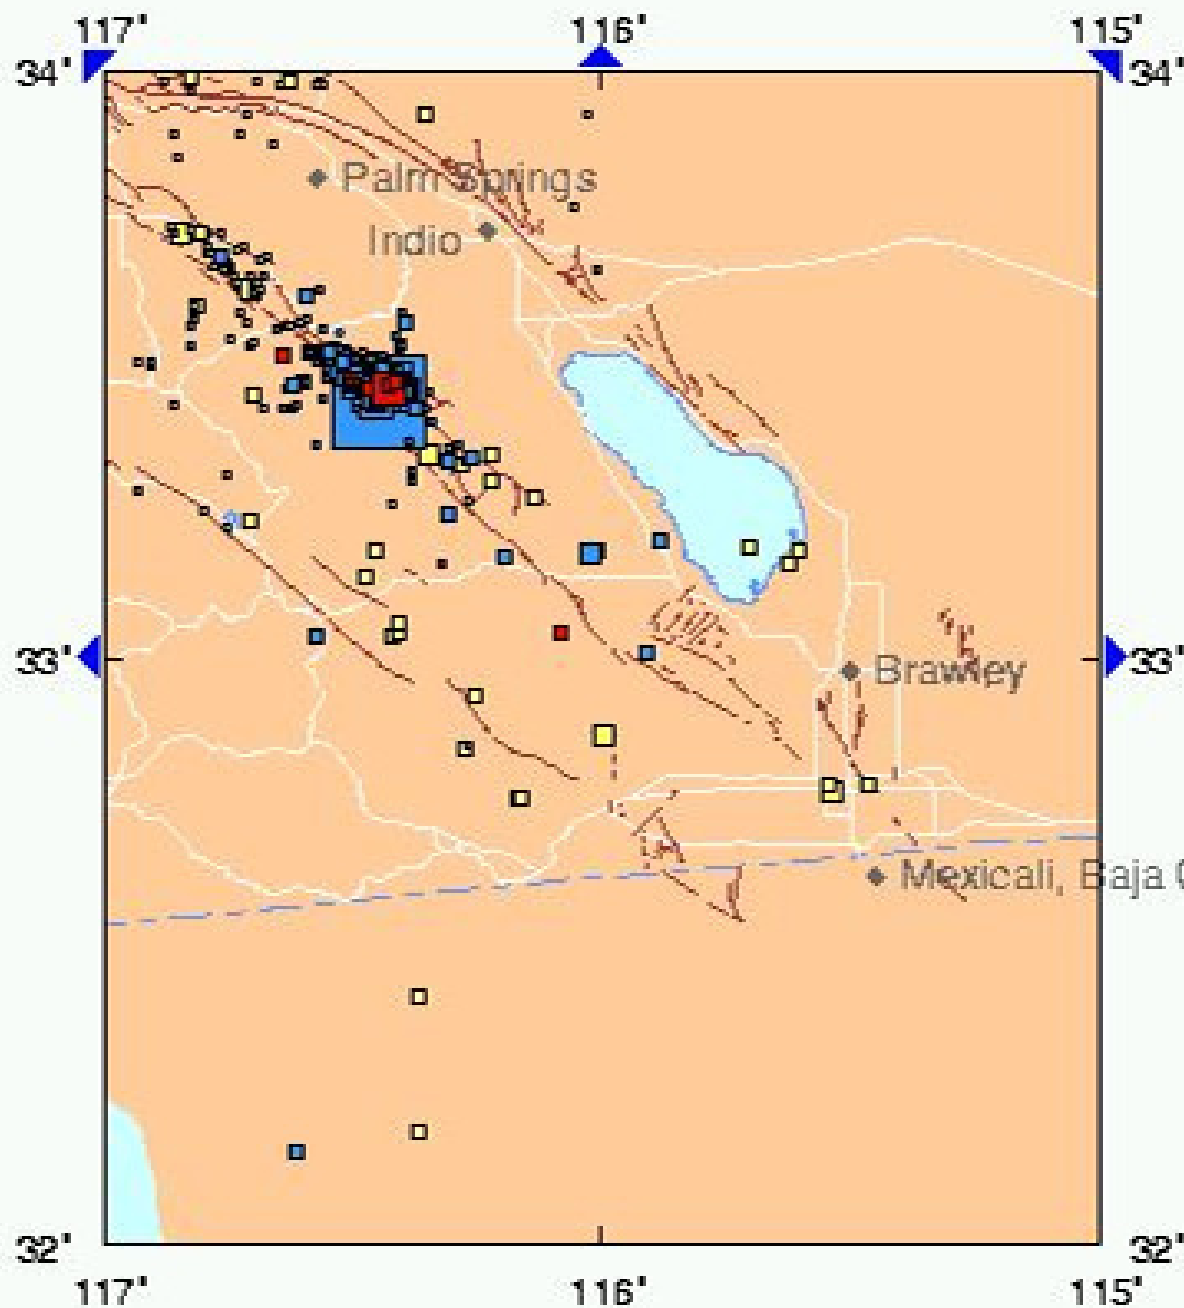 117° 116° 115°
34° 34°
Palm Springs
Indio
33° 33°
Brawley
Mexicali, Baja C
32° 32°
117° 116° 115°